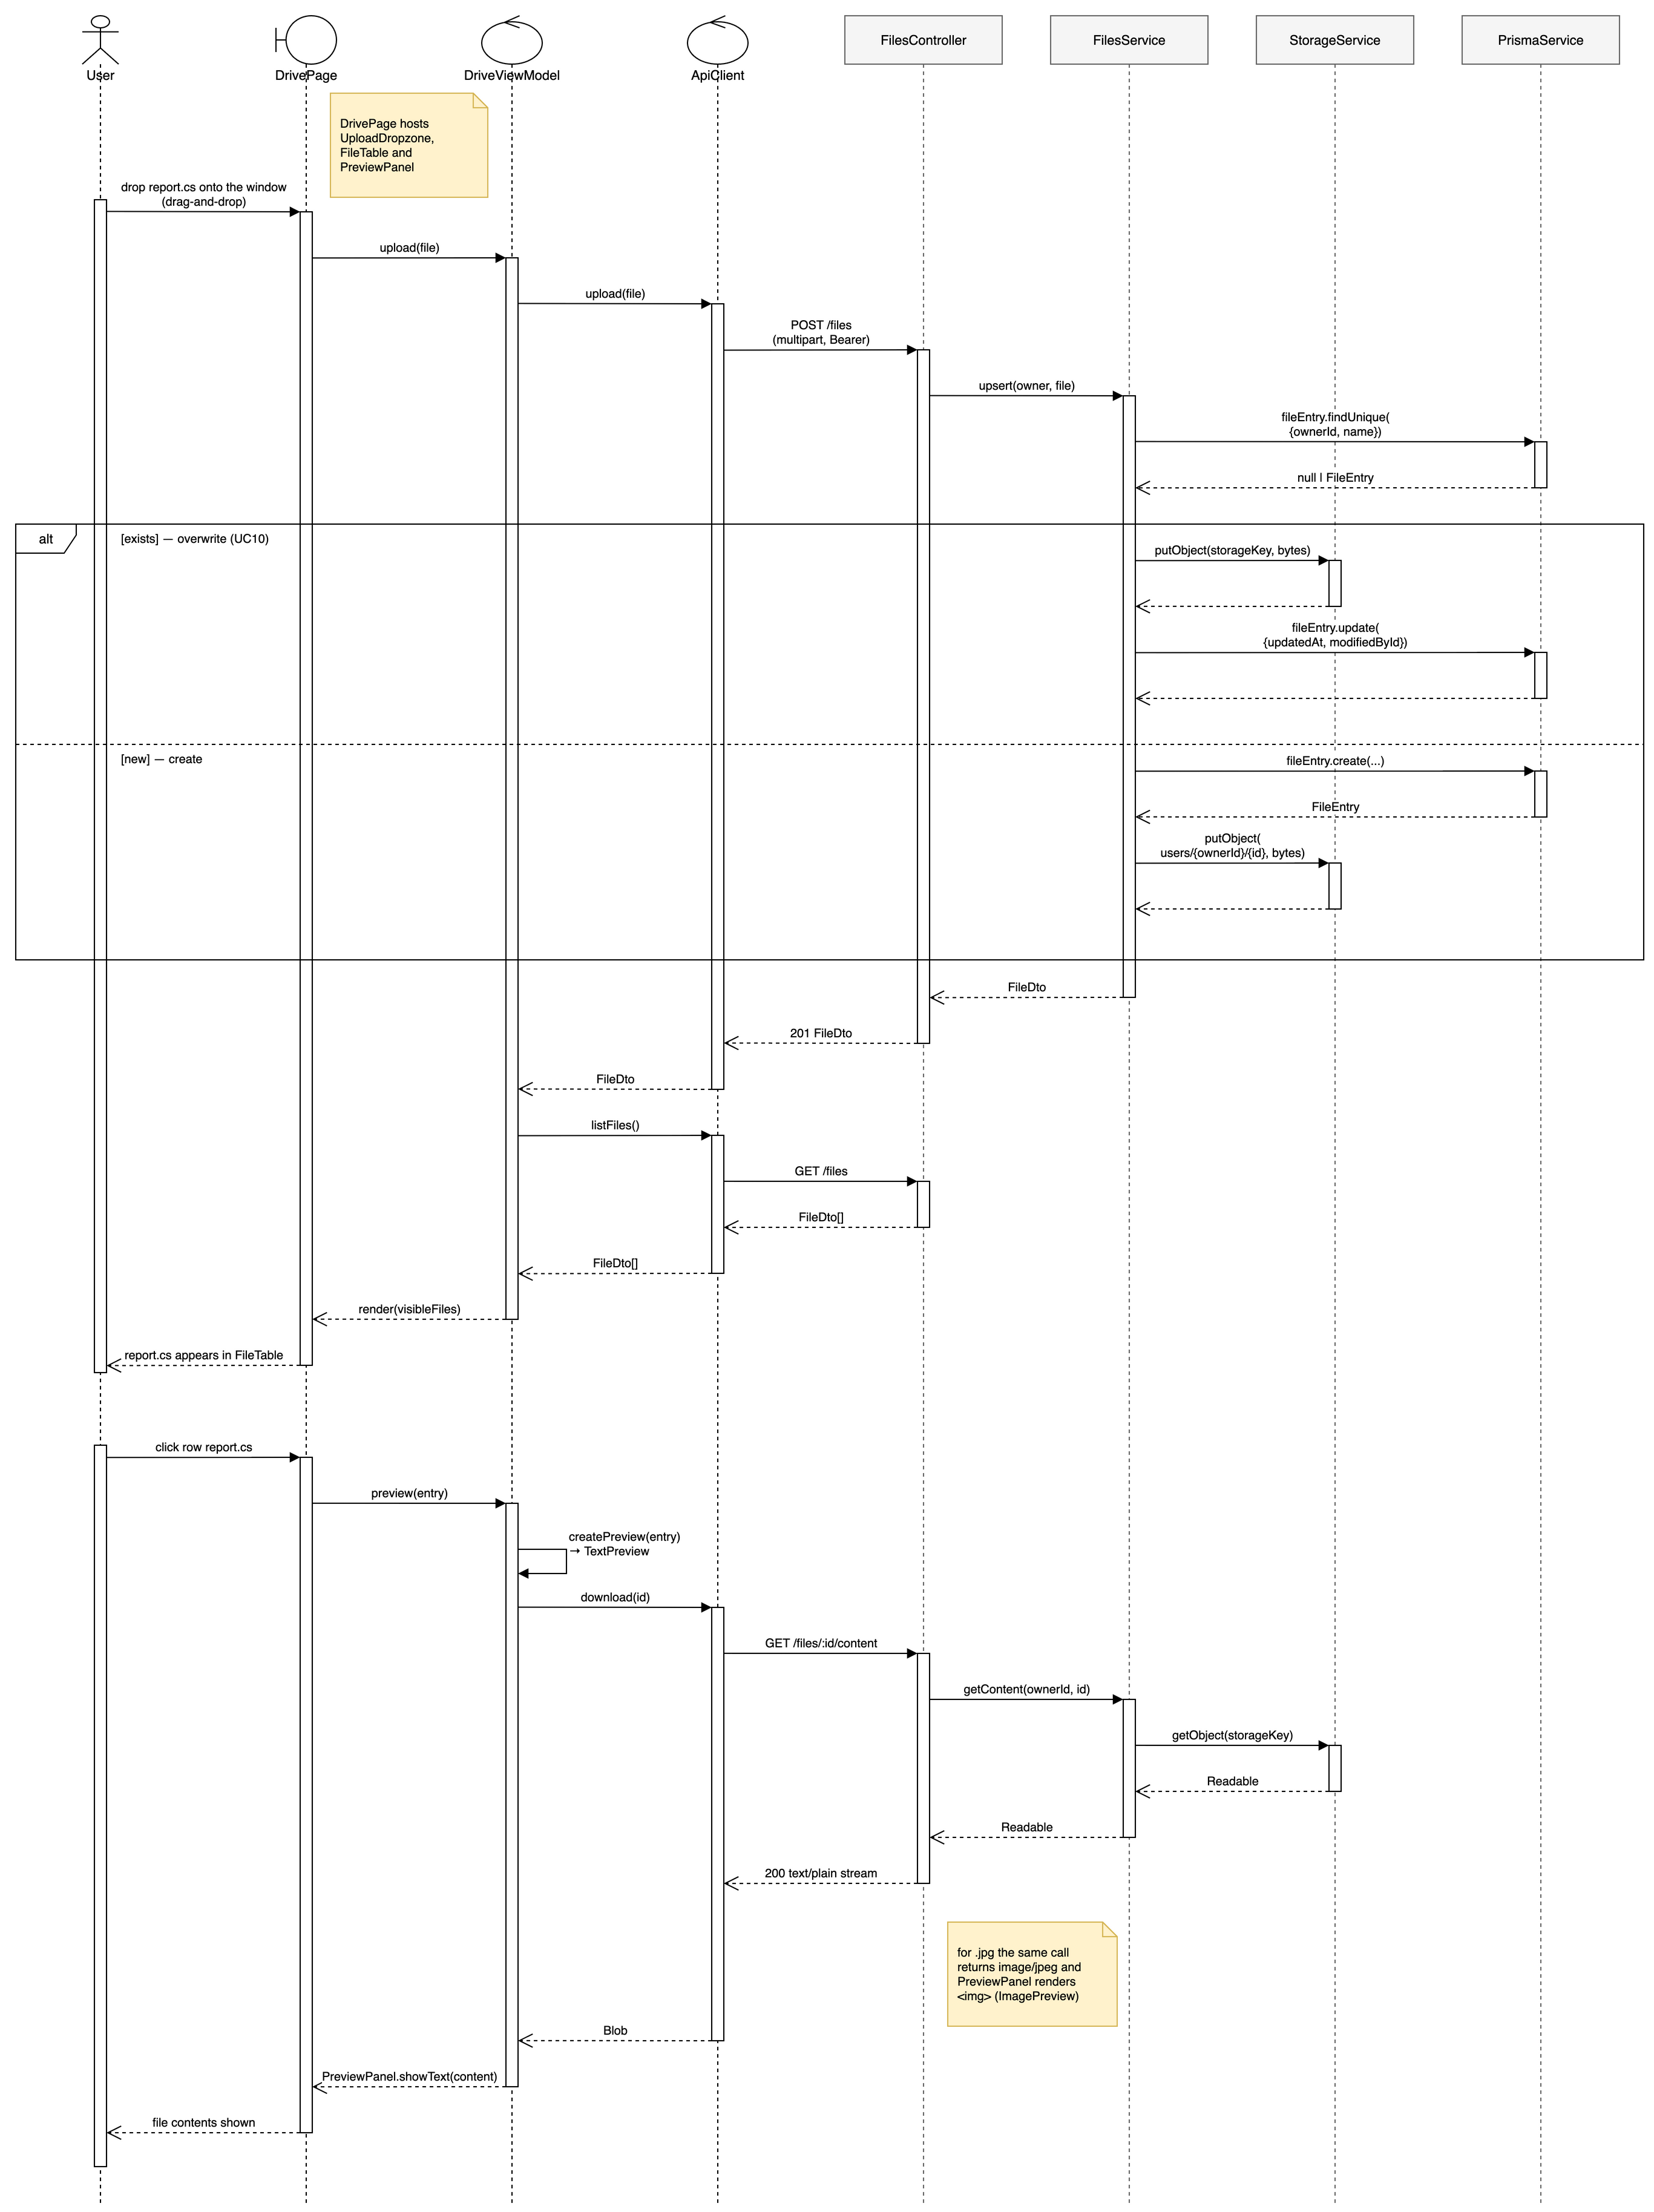 User
DrivePage
DriveViewModel
ApiClient
FilesController
FilesService
StorageService
PrismaService
DrivePage hosts
UploadDropzone,
FileTable and
PreviewPanel
drop report.cs onto the window
(drag-and-drop)
upload(file)
upload(file)
POST /files
(multipart, Bearer)
upsert(owner, file)
fileEntry.findUnique(
{ownerId, name})
null | FileEntry
alt
[exists] — overwrite (UC10)
putObject(storageKey, bytes)
fileEntry.update(
{updatedAt, modifiedById})
[new] — create
fileEntry.create(...)
FileEntry
putObject(
users/{ownerId}/{id}, bytes)
FileDto
201 FileDto
FileDto
listFiles()
GET /files
FileDto[]
FileDto[]
render(visibleFiles)
report.cs appears in FileTable
click row report.cs
preview(entry)
createPreview(entry)
→ TextPreview
download(id)
GET /files/:id/content
getContent(ownerId, id)
getObject(storageKey)
Readable
Readable
200 text/plain stream
for .jpg the same call
returns image/jpeg and
PreviewPanel renders
<img> (ImagePreview)
Blob
PreviewPanel.showText(content)
file contents shown